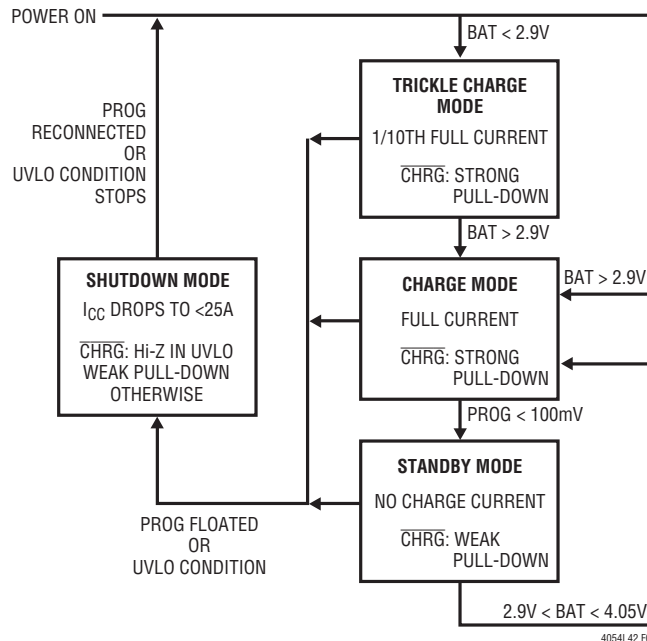 POWER ON
BAT < 2.9V
TRICKLE CHARGE
MODE
1/10TH FULL CURRENT
CHRG: STRONG
PULL-DOWN
PROG
RECONNECTED
OR
UVLO CONDITION
STOPS
BAT > 2.9V
SHUTDOWN MODE
ICC DROPS TO <25A
CHRG: Hi-Z IN UVLO
WEAK PULL-DOWN
OTHERWISE
CHARGE MODE
FULL CURRENT
CHRG: STRONG
PULL-DOWN
BAT > 2.9V
PROG < 100mV
STANDBY MODE
NO CHARGE CURRENT
CHRG: WEAK
PULL-DOWN
PROG FLOATED
OR
UVLO CONDITION
2.9V < BAT < 4.05V
4054L42